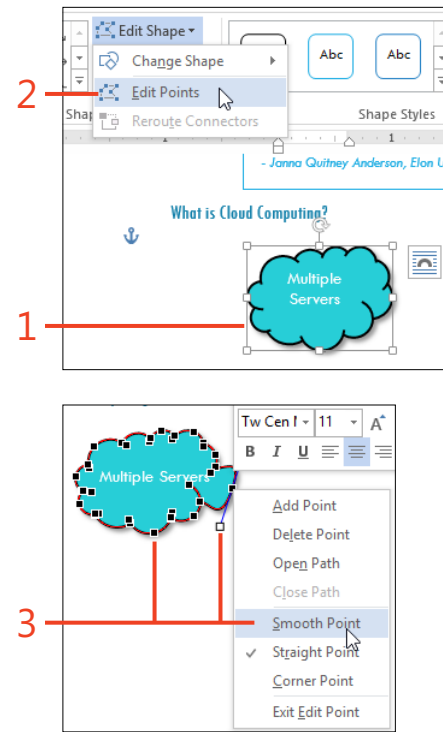 Edit Shape
Change Shape
Abc
Abc
2
Edit Points
Reroute Connectors
Shape Styles
1
- Janna Quitney Anderson, Elon U
What is Cloud Computing?
Multiple
Servers
1
Tw Cen
11
A
B I U
Multiple Servers
Add Point
Delete Point
Open Path
Close Path
3
Smooth Point
Straight Point
Corner Point
Exit Edit Point